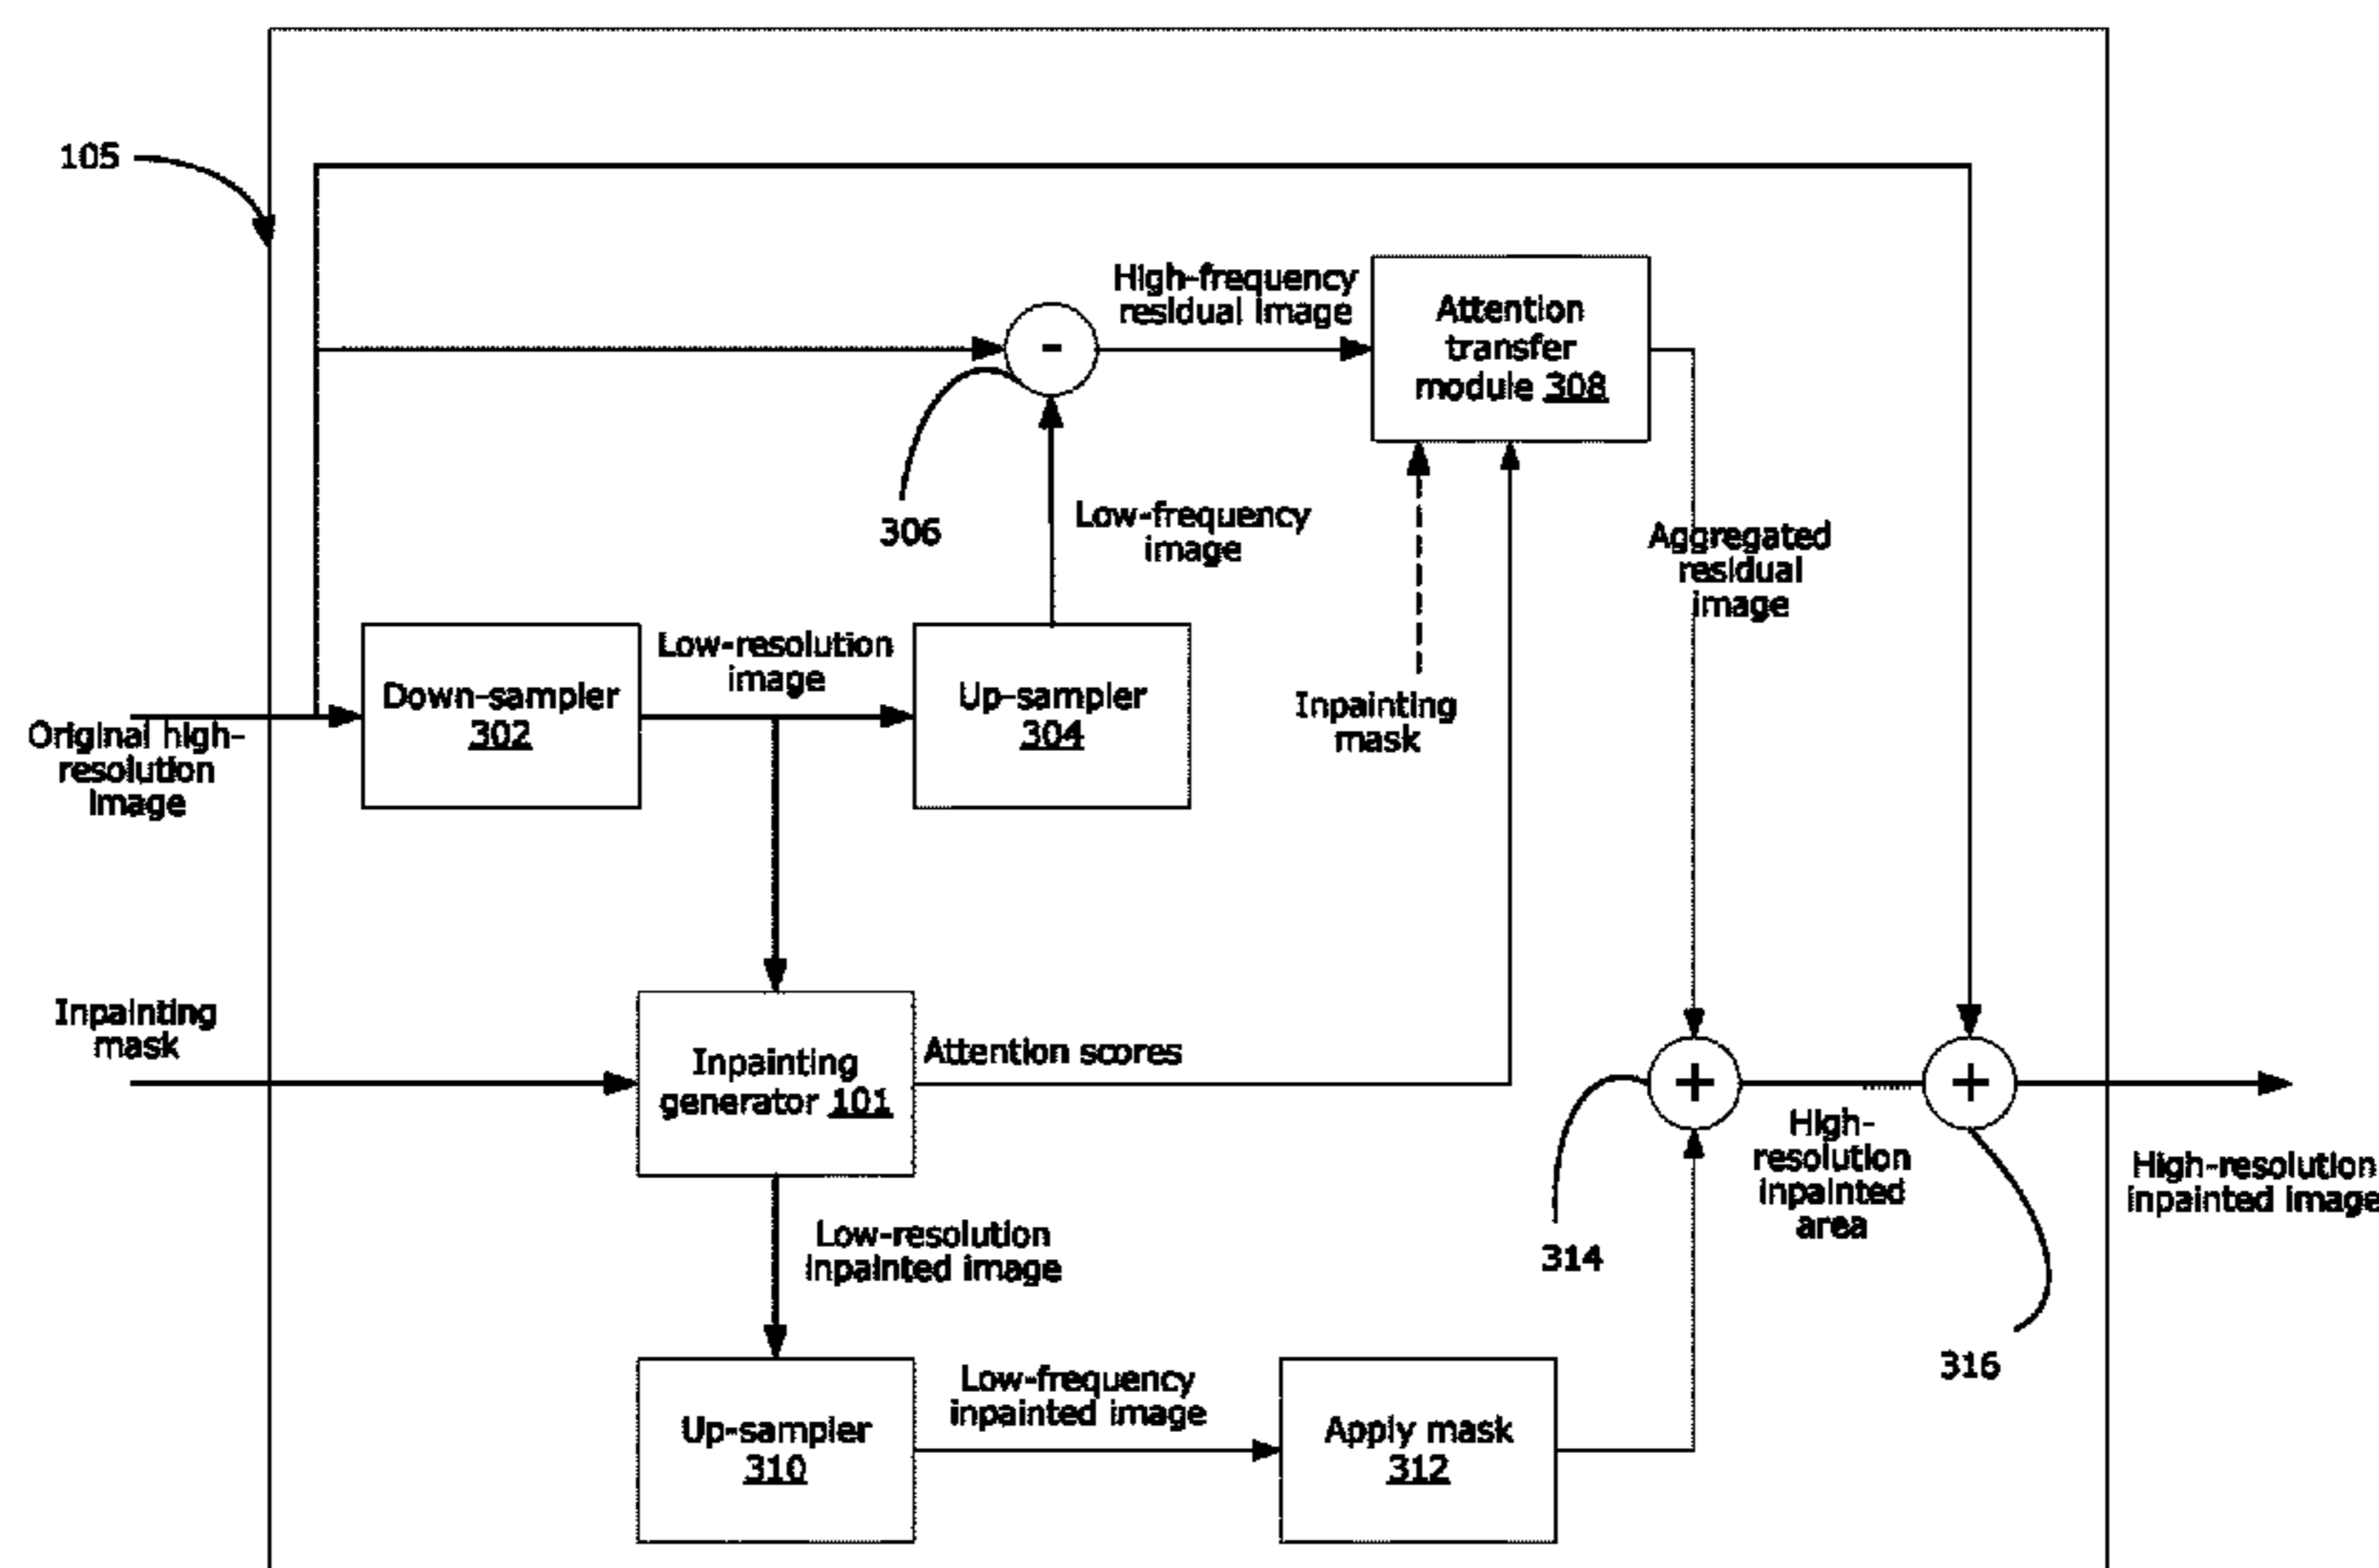 105
High-frequency
residual image
Attention
transfer
module 308
-
306
Low-frequency
image
Aggregated
residual
image
Low-resolution
image
Down-sampler
302
Up-sampler
304
Inpainting
mask
Original high-
resolution
image
Inpainting
mask
Inpainting
generator 101
Attention scores
+
+
High-
resolution
inpainted
area
High-resolution
inpainted image
314
316
Low-resolution
inpainted image
Up-sampler
310
Low-frequency
inpainted image
Apply mask
312